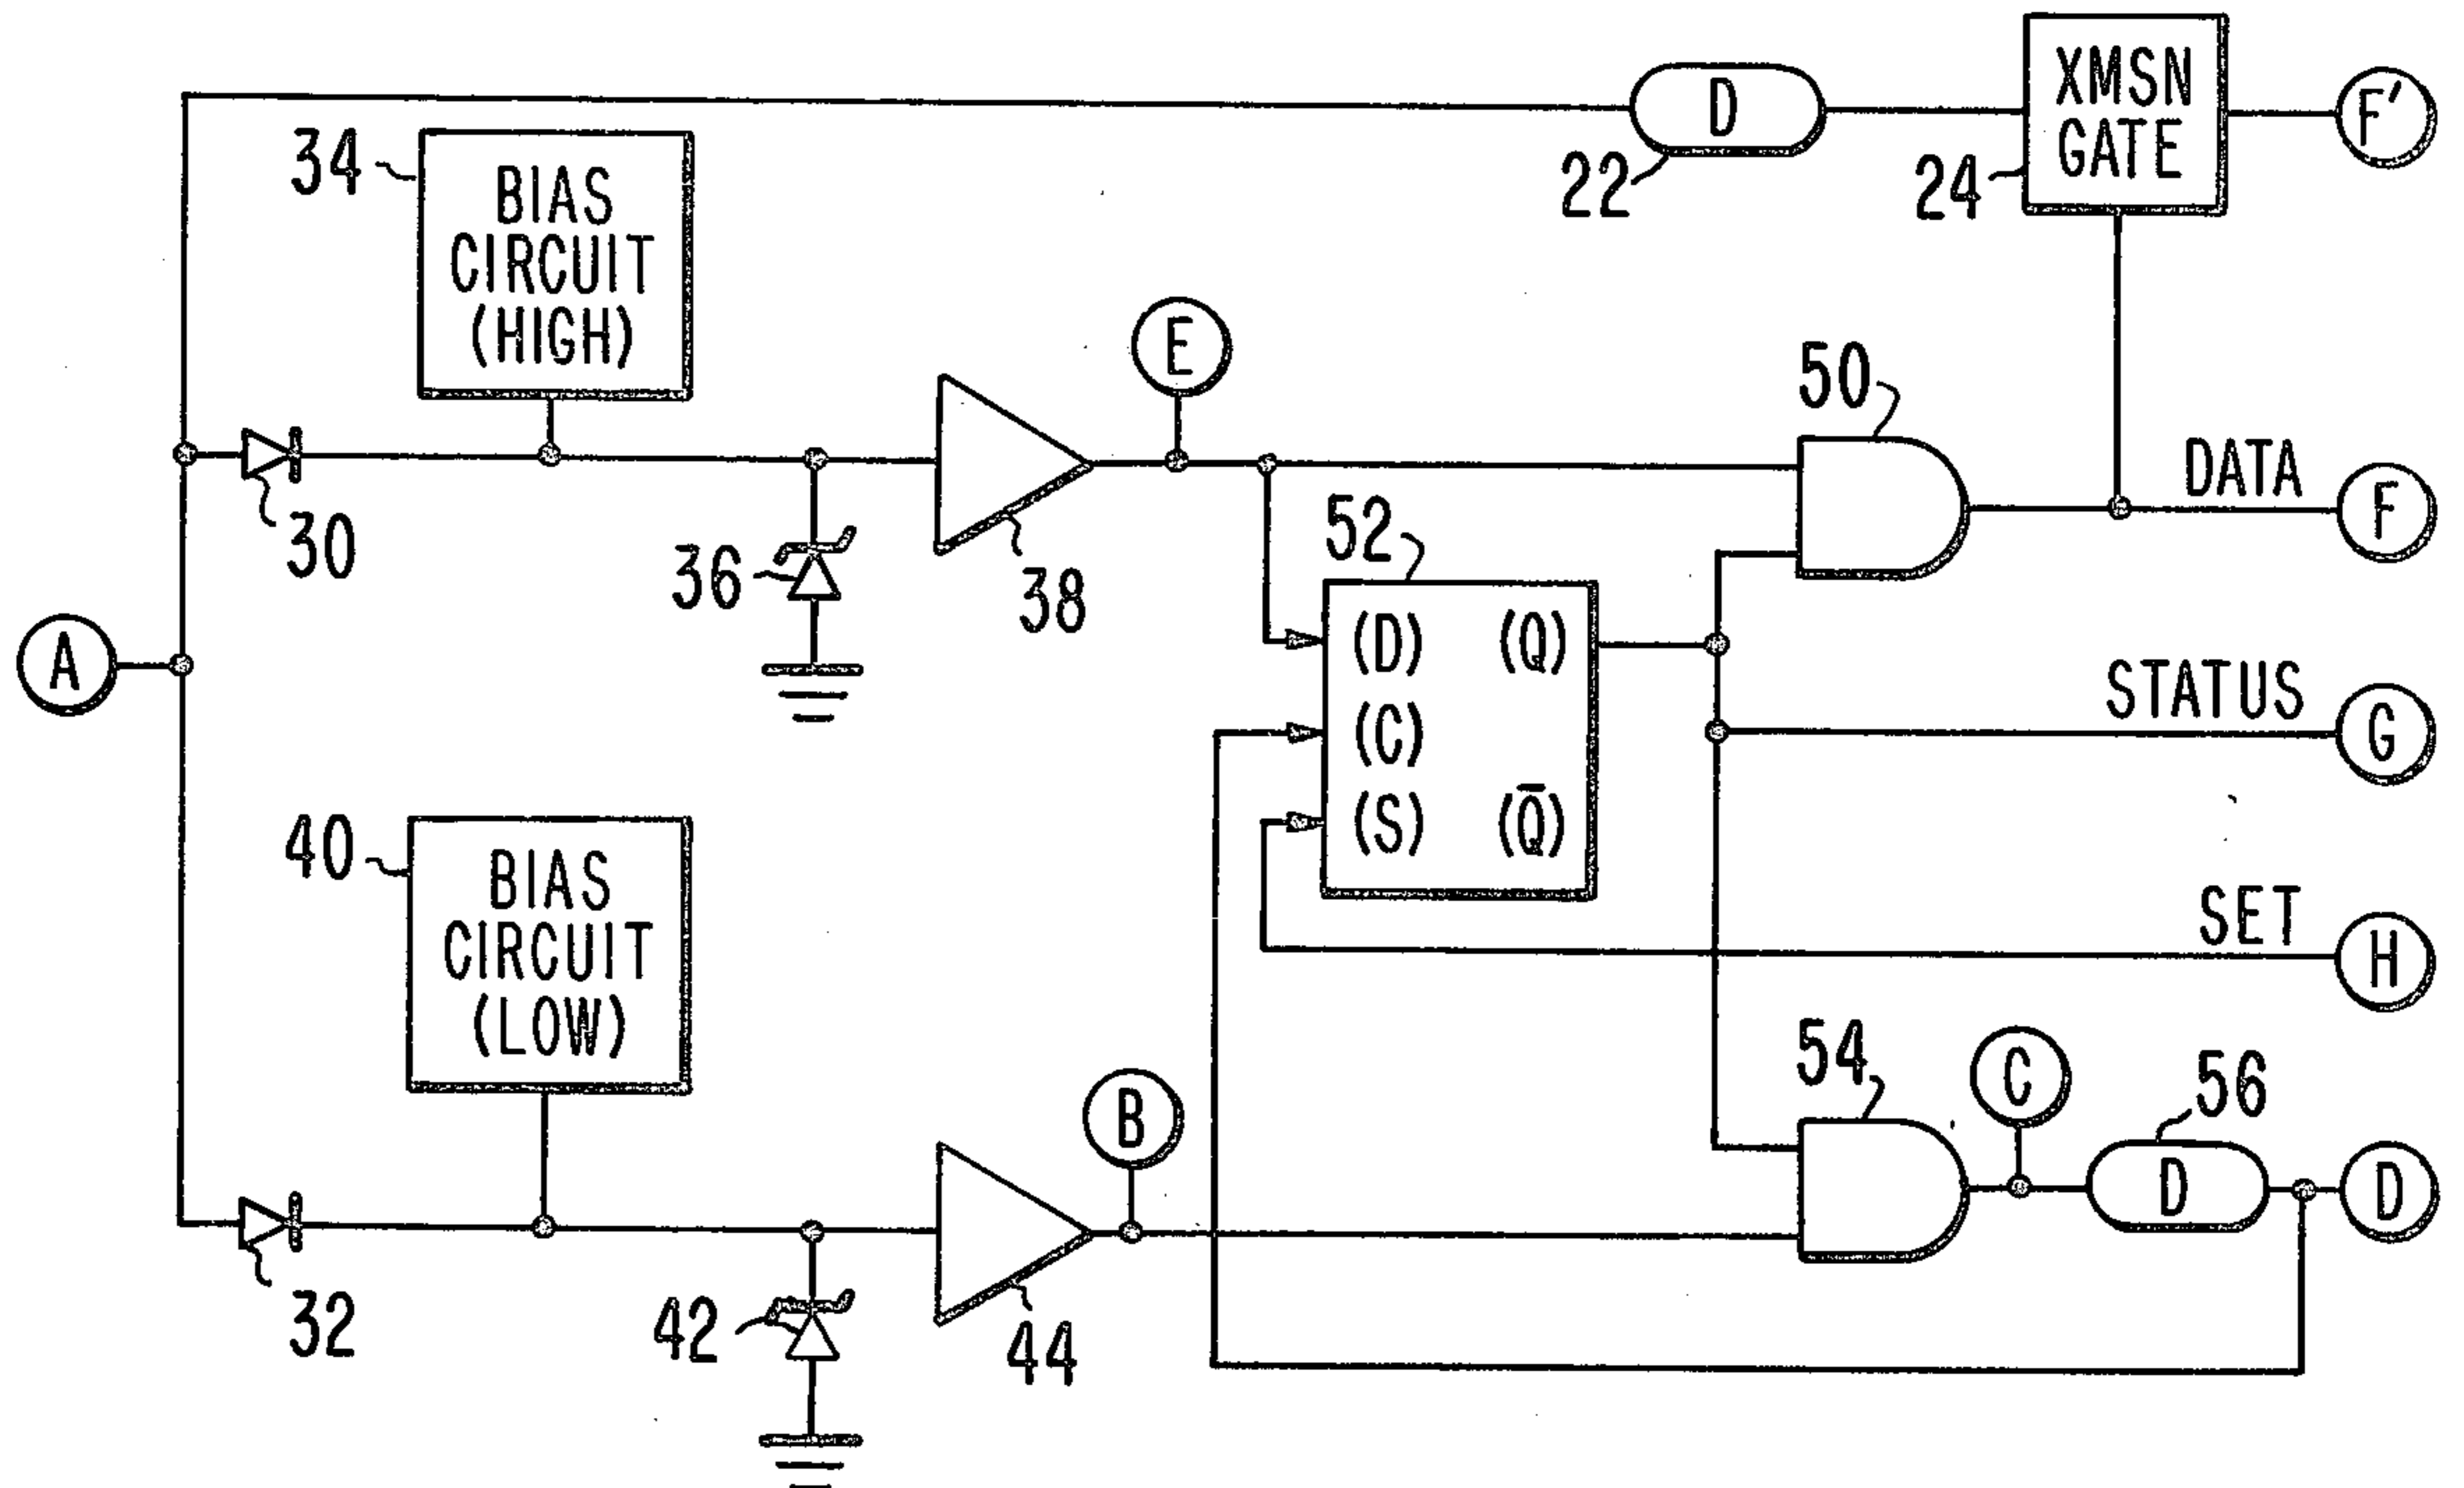 D
XMSN
GATE
F'
22
24
34
BIAS
CIRCUIT
(HIGH)
E
50
30
36
38
52
DATA
F
A
(D) (Q)
(C)
(S) (Q̅)
STATUS
G
40
BIAS
CIRCUIT
(LOW)
SET
H
B
54
C
56
D
D
32
42
44